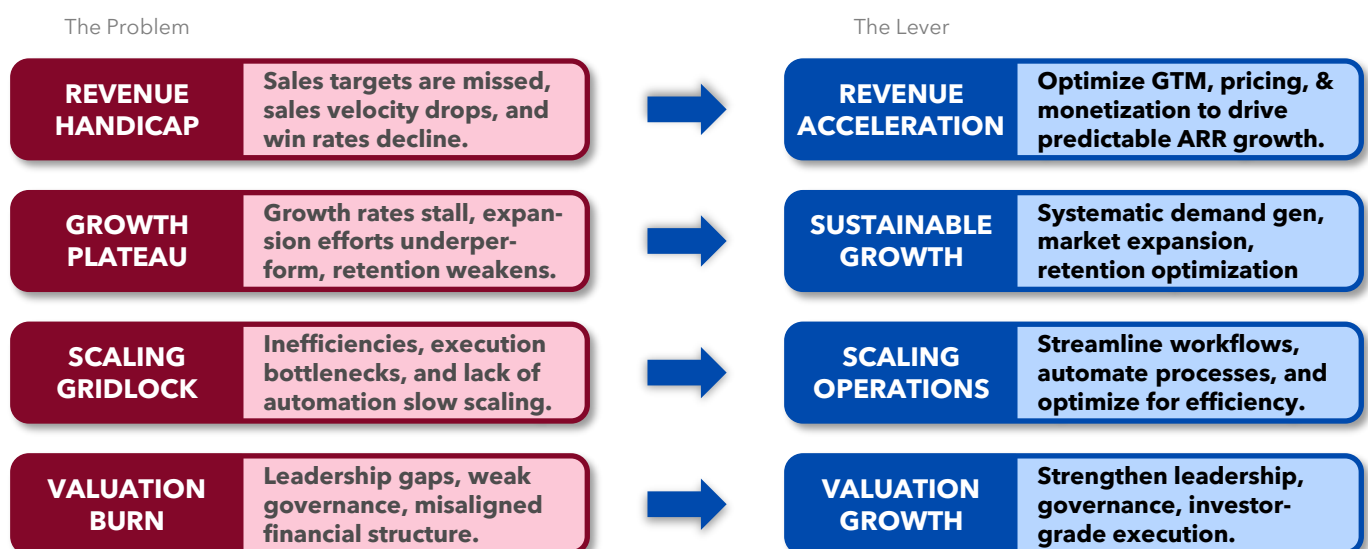 The Problem
The Lever
REVENUE
HANDICAP
Sales targets are missed,
sales velocity drops, and
win rates decline.
REVENUE
ACCELERATION
Optimize GTM, pricing, &
monetization to drive
predictable ARR growth.
GROWTH
PLATEAU
Growth rates stall, expan-
sion efforts underper-
form, retention weakens.
SUSTAINABLE
GROWTH
Systematic demand gen,
market expansion,
retention optimization
SCALING
GRIDLOCK
Inefficiencies, execution
bottlenecks, and lack of
automation slow scaling.
SCALING
OPERATIONS
Streamline workflows,
automate processes, and
optimize for efficiency.
VALUATION
BURN
Leadership gaps, weak
governance, misaligned
financial structure.
VALUATION
GROWTH
Strengthen leadership,
governance, investor-
grade execution.